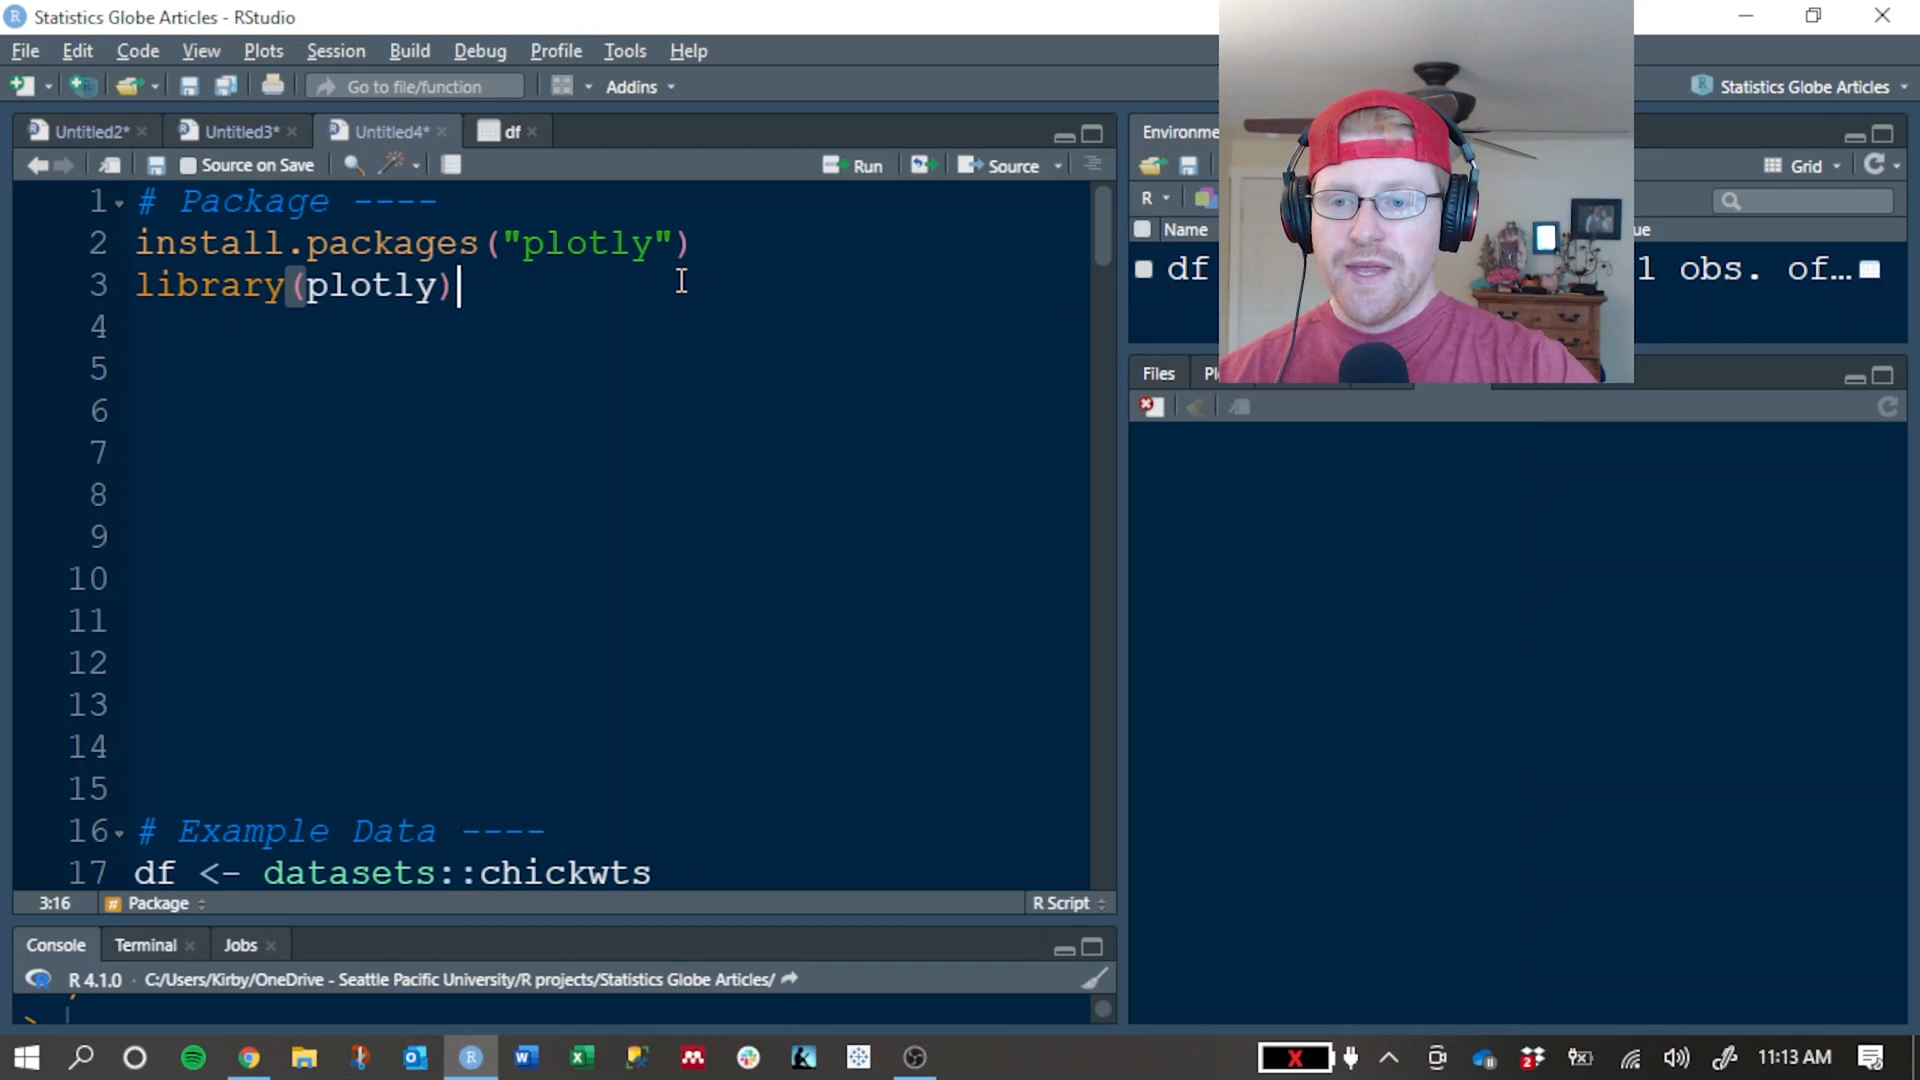 Statistics Globe Articles - RStudio
File Edit Code View Plots Session Build Debug Profile Tools Help
Go to file/function Addins Statistics Globe Articles
Untitled2* Untitled3* Untitled4* df
Source on Save Run Source
1 # Package ----
2 install.packages("plotly")
3 library(plotly)
4
5
6
7
8
9
10
11
12
13
14
15
16 # Example Data ----
17 df <- datasets::chickwts
3:16 Package R Script
Console Terminal Jobs
R 4.1.0 · C:/Users/Kirby/OneDrive - Seattle Pacific University/R projects/Statistics Globe Articles/
Environme
Grid
R
Name ue
df 1 obs. of…
Files Pl
11:13 AM